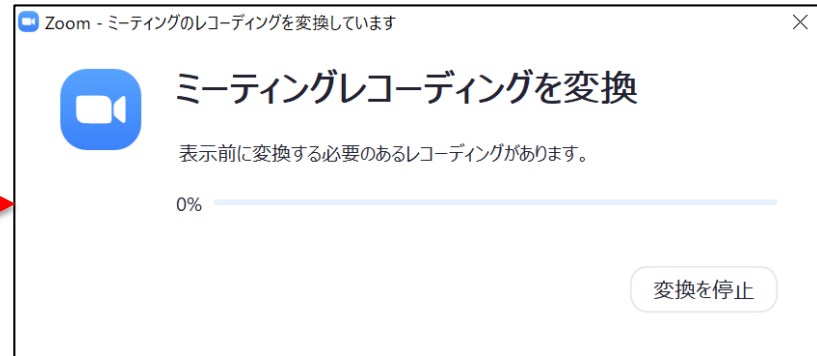 Zoom - ミーティングのレコーディングを変換しています
ミーティングレコーディングを変換
表示前に変換する必要のあるレコーディングがあります。
0%
変換を停止